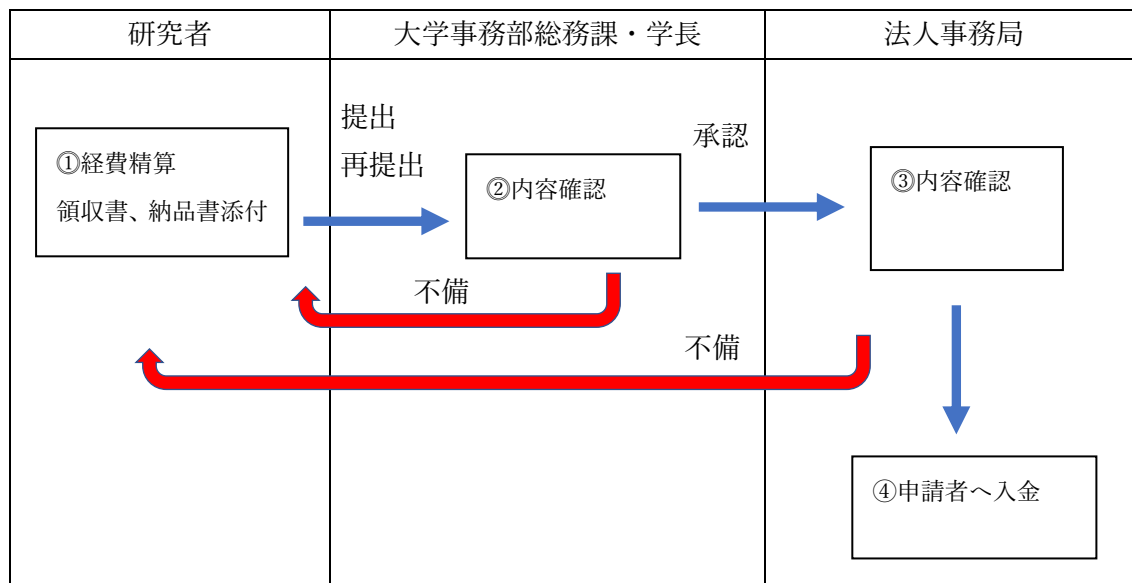 研究者
大学事務部総務課・学長
法人事務局
①経費精算
領収書、納品書添付
提出
再提出
②内容確認
承認
③内容確認
不備
不備
④申請者へ入金